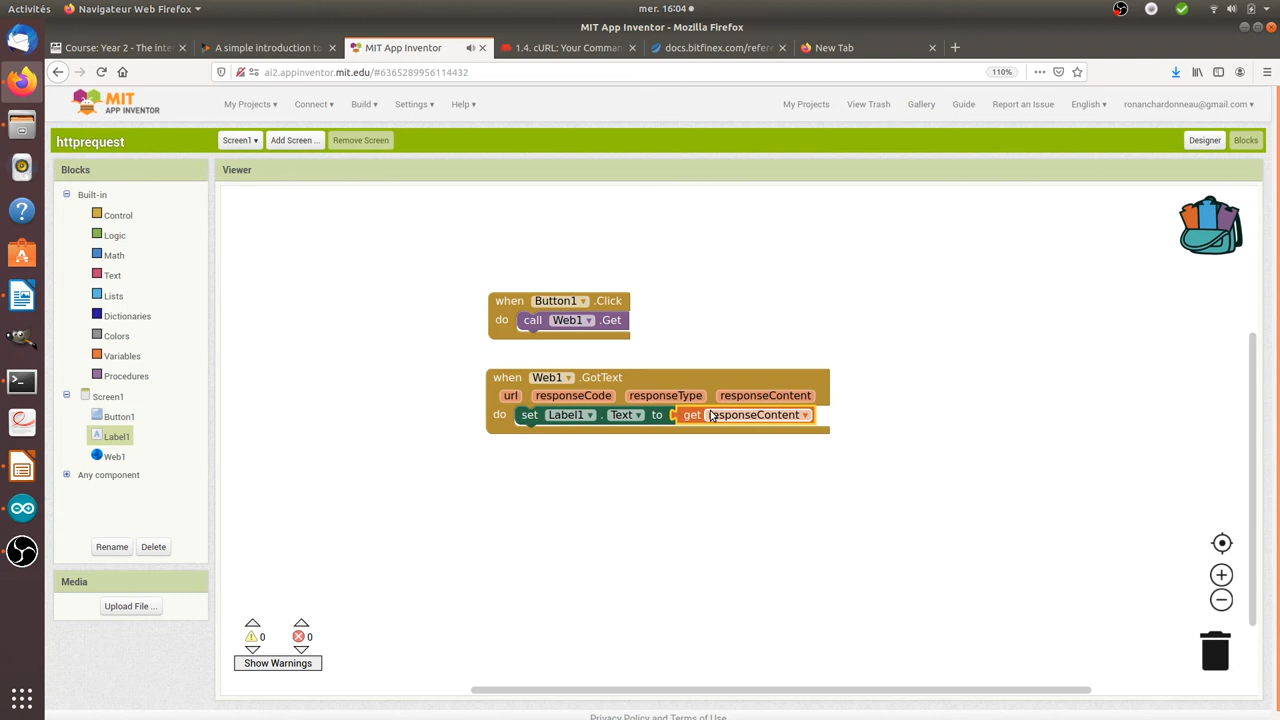 Activités
Navigateur Web Firefox
mer. 16:04
MIT App Inventor - Mozilla Firefox
Course: Year 2 - The inte
A simple introduction to
MIT App Inventor
1.4. cURL: Your Comman
docs.bitfinex.com/refere
New Tab
ai2.appinventor.mit.edu/#6365289956114432
110%
MIT
APP INVENTOR
My Projects
Connect
Build
Settings
Help
My Projects
View Trash
Gallery
Guide
Report an Issue
English
ronanchardonneau@gmail.com
httprequest
Screen1
Add Screen ...
Remove Screen
Designer
Blocks
Blocks
Viewer
Built-in
Control
Logic
Math
Text
Lists
Dictionaries
Colors
Variables
Procedures
Screen1
Button1
Label1
Web1
Any component
Rename
Delete
Media
Upload File ...
when Button1 .Click
do call Web1 .Get
when Web1 .GotText
url responseCode responseType responseContent
do set Label1 . Text to get responseContent
0
0
Show Warnings
Privacy Policy and Terms of Use